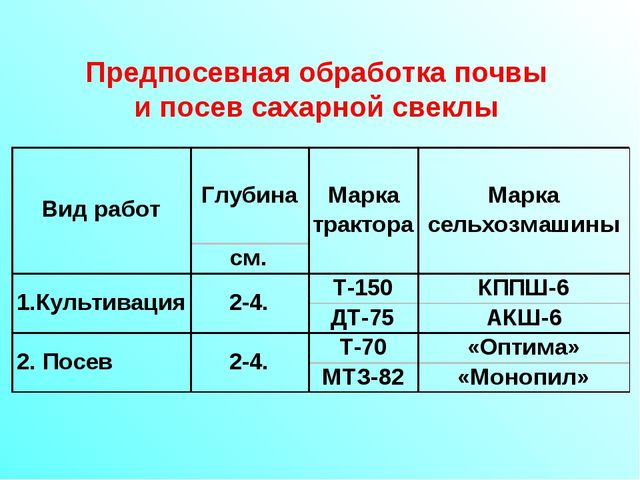 Предпосевная обработка почвы
и посев сахарной свеклы
Вид работ
Глубина
см.
Марка
трактора
Марка
сельхозмашины
1.Культивация
2-4.
Т-150
КППШ-6
ДТ-75
АКШ-6
2. Посев
2-4.
Т-70
«Оптима»
МТЗ-82
«Монопил»